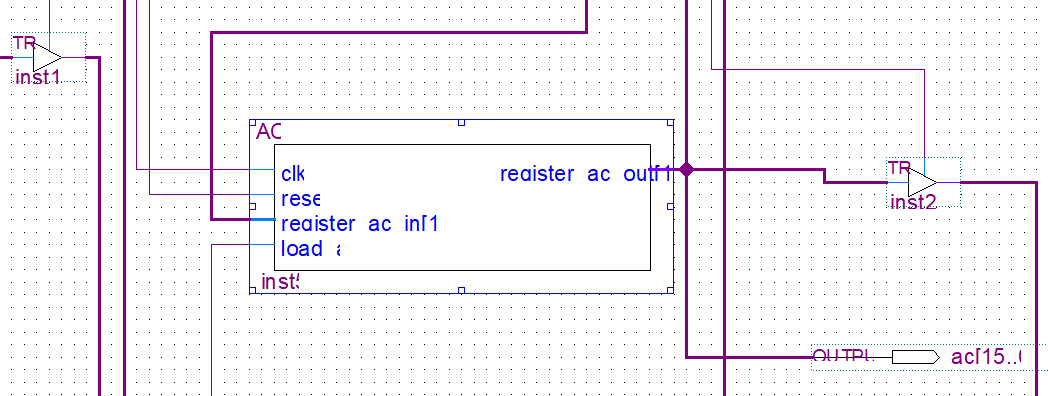 TR
inst1
AC
clk
rese
register ac in[1
load a
register ac out[1
inst5
TR
inst2
OUTPU
ac[15..0